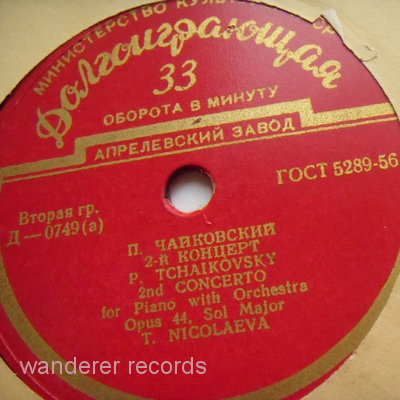 МИНИСТЕРСТВО КУЛЬТУ
Долгоиграющая
33
ОБОРОТА В МИНУТУ
АПРЕЛЕВСКИЙ ЗАВОД
ГОСТ 5289-56
Вторая гр.
Д—0749(а)
П. ЧАЙКОВСКИЙ
2-й КОНЦЕРТ
P. TCHAIKOVSKY
2nd CONCERTO
for Piano with Orchestra
Opus 44, Sol Major
T. NICOLAEVA
wanderer records